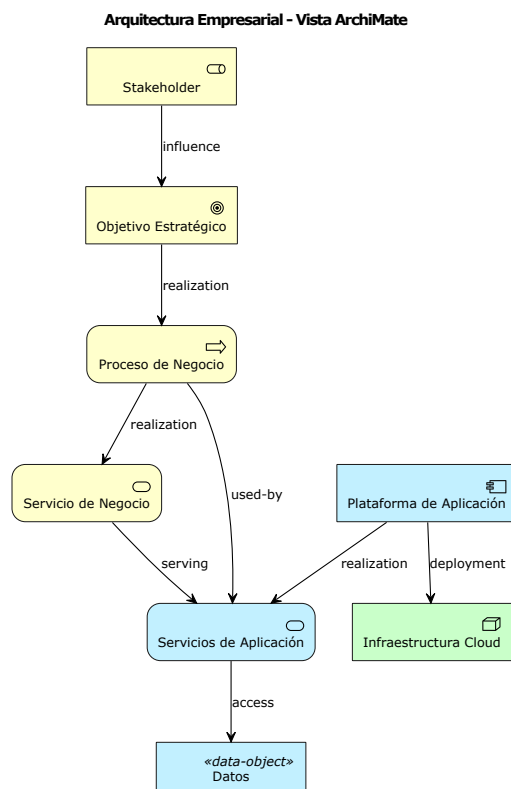 Arquitectura Empresarial - Vista ArchiMate
Stakeholder
influence
Objetivo Estratégico
realization
Proceso de Negocio
realization
Servicio de Negocio
used-by
Plataforma de Aplicación
serving
realization
deployment
Servicios de Aplicación
Infraestructura Cloud
access
«data-object»
Datos